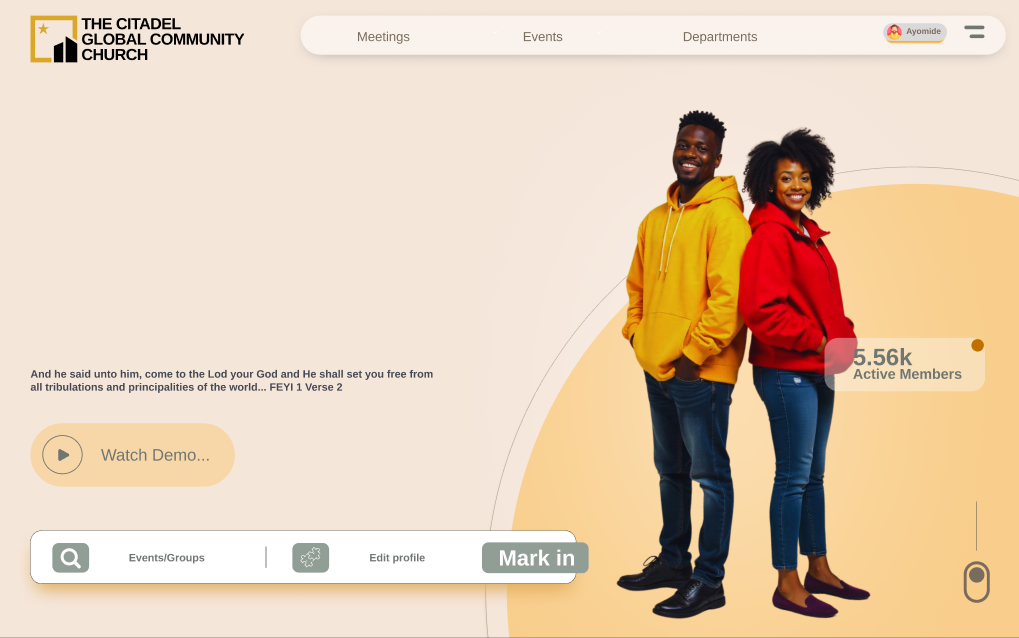 THE CITADEL
GLOBAL COMMUNITY
CHURCH
Meetings
Events
Departments
Ayomide
5.56k
Active Members
And he said unto him, come to the Lod your God and He shall set you free from
all tribulations and principalities of the world... FEYI 1 Verse 2
Watch Demo...
Events/Groups
Edit profile
Mark in